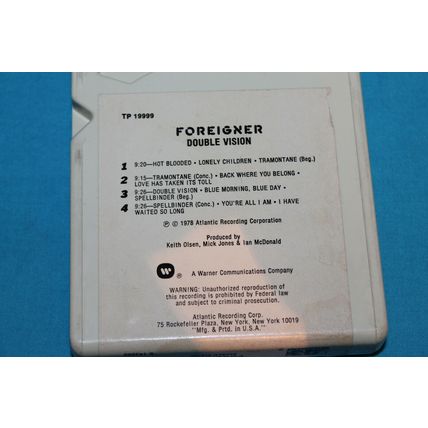 TP 19999
FOREIGNER
DOUBLE VISION
1 9:20—HOT BLOODED • LONELY CHILDREN • TRAMONTANE (Beg.)
2 9:15—TRAMONTANE (Conc.) • BACK WHERE YOU BELONG •
LOVE HAS TAKEN ITS TOLL
3 9:26—DOUBLE VISION • BLUE MORNING, BLUE DAY •
SPELLBINDER (Beg.)
4 9:26—SPELLBINDER (Conc.) • YOU'RE ALL I AM • I HAVE
WAITED SO LONG
Ⓟ © 1978 Atlantic Recording Corporation
Produced by
Keith Olsen, Mick Jones & Ian McDonald
W ® A Warner Communications Company
WARNING: Unauthorized reproduction of
this recording is prohibited by Federal law
and subject to criminal prosecution.
Atlantic Recording Corp.
75 Rockefeller Plaza, New York, New York 10019
"Mfg. & Prtd. in U.S.A."